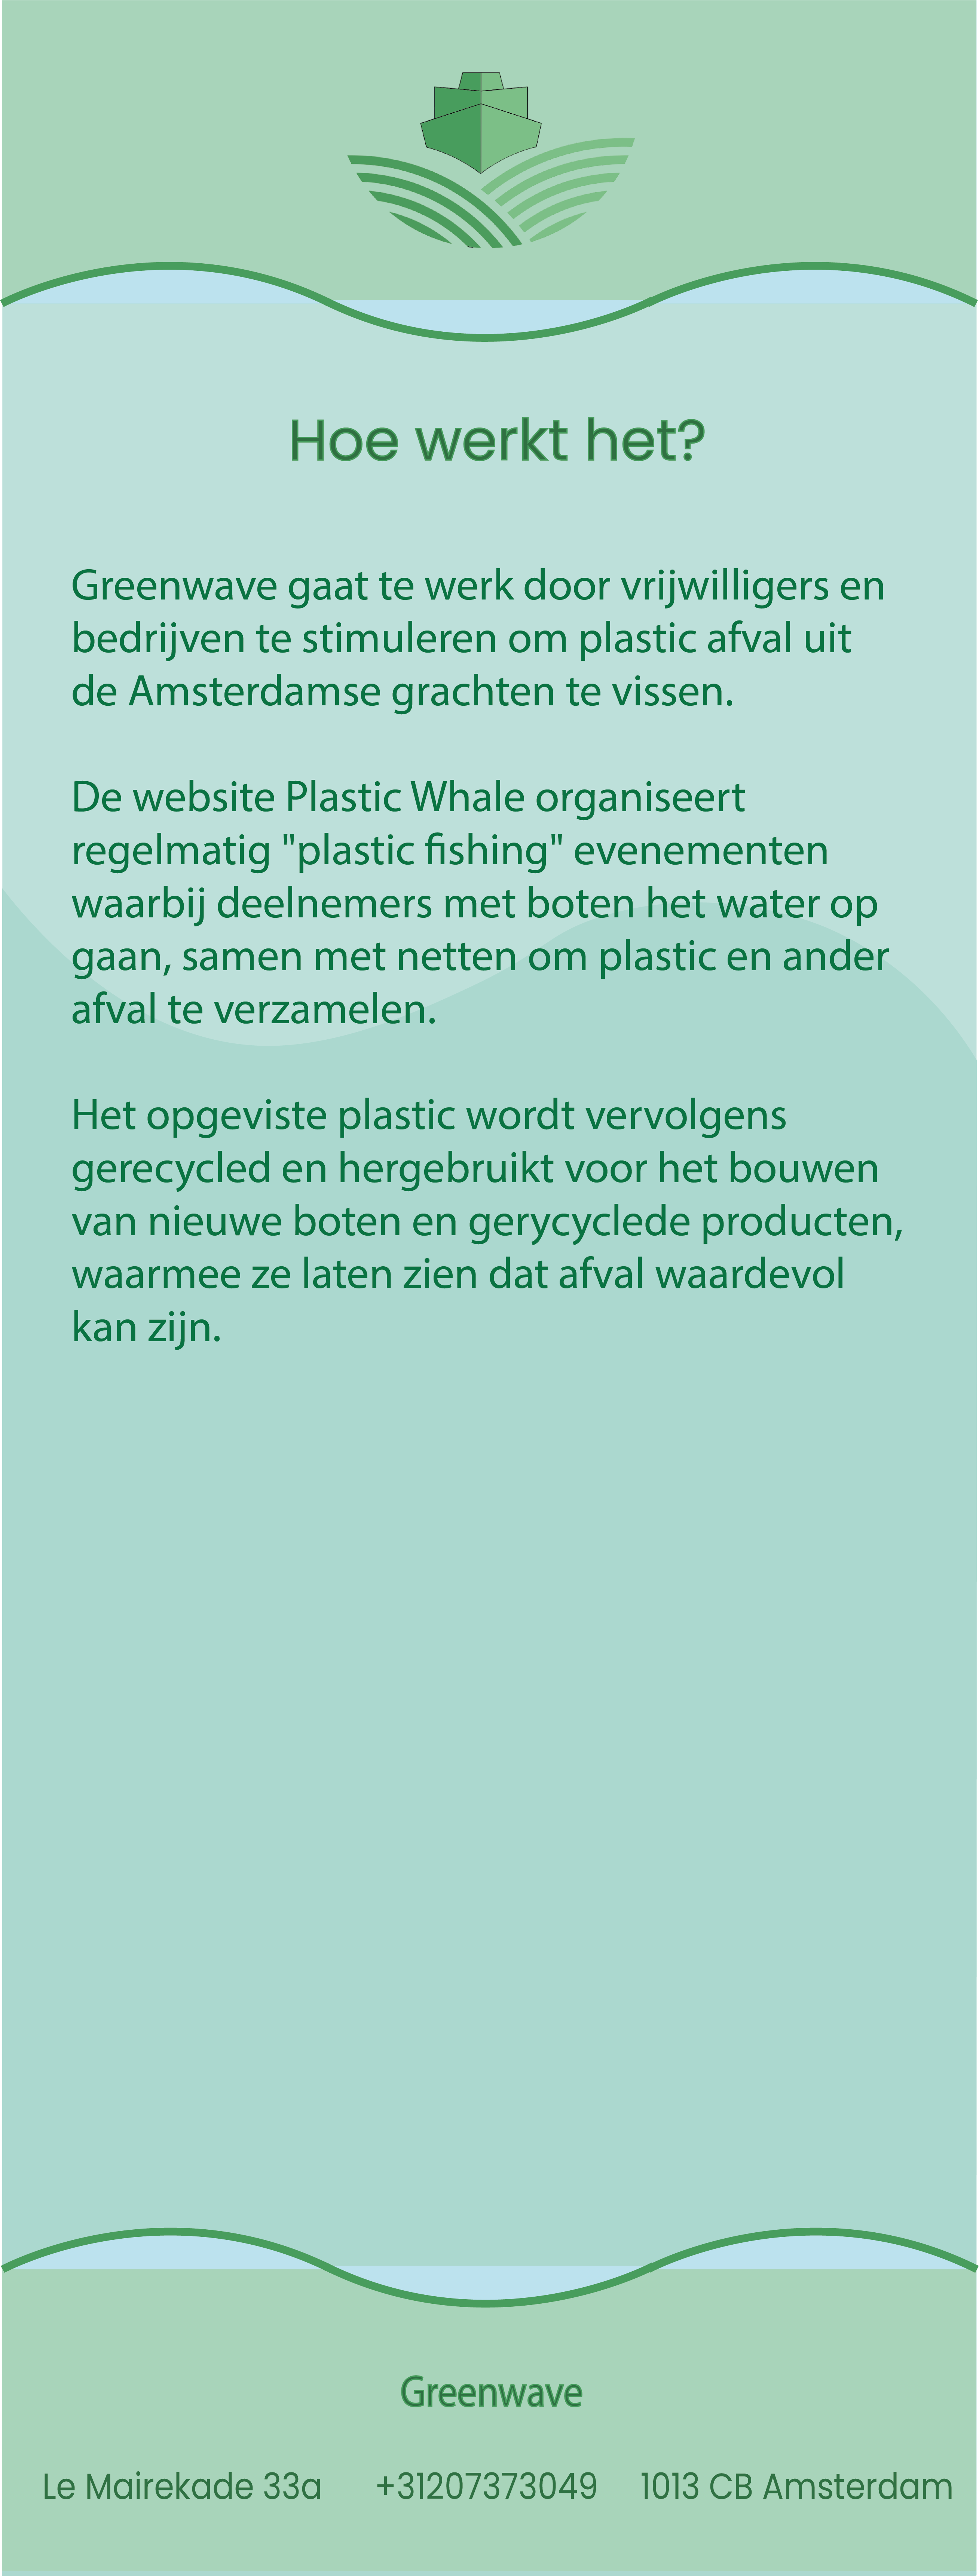 Hoe werkt het?
Greenwave gaat te werk door vrijwilligers en
bedrijven te stimuleren om plastic afval uit
de Amsterdamse grachten te vissen.
De website Plastic Whale organiseert
regelmatig "plastic fishing" evenementen
waarbij deelnemers met boten het water op
gaan, samen met netten om plastic en ander
afval te verzamelen.
Het opgeviste plastic wordt vervolgens
gerecycled en hergebruikt voor het bouwen
van nieuwe boten en gerycyclede producten,
waarmee ze laten zien dat afval waardevol
kan zijn.
Greenwave
Le Mairekade 33a +31207373049 1013 CB Amsterdam